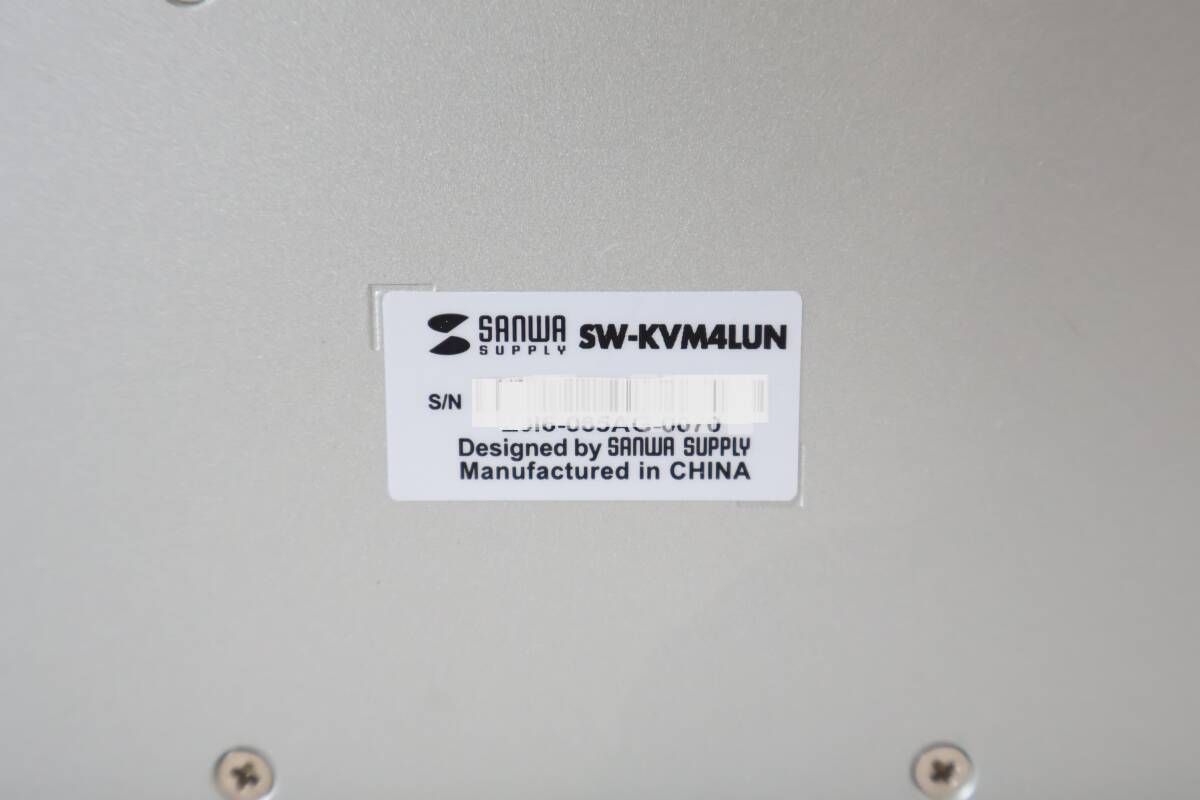 SANWA SUPPLY SW-KVM4LUN
S/N
Designed by SANWA SUPPLY
Manufactured in CHINA